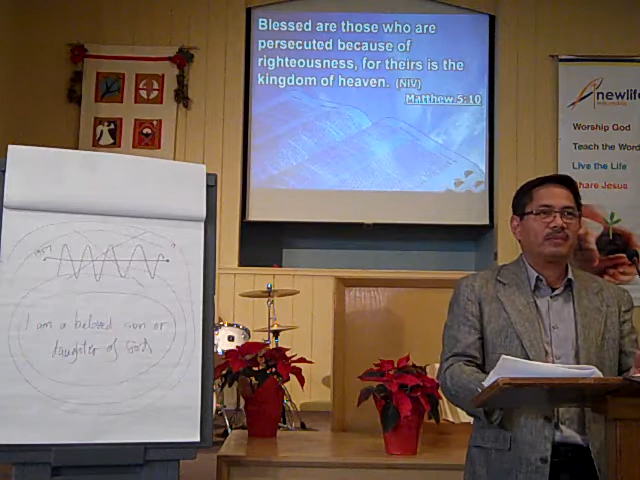 Blessed are those who are
persecuted because of
righteousness, for theirs is the
kingdom of heaven. (NIV)
Matthew 5:10
newlife
Worship God
Teach the Word
Live the Life
Share Jesus
I am a beloved son or
daughter of God